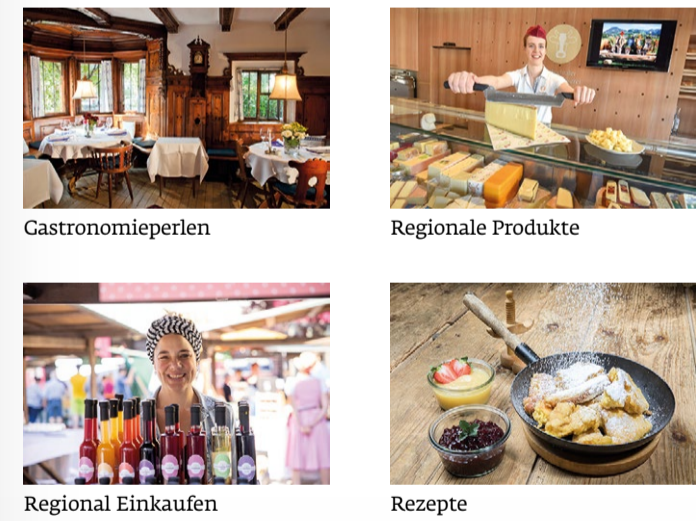 Gastronomieperlen
Regionale Produkte
Regional Einkaufen
Rezepte